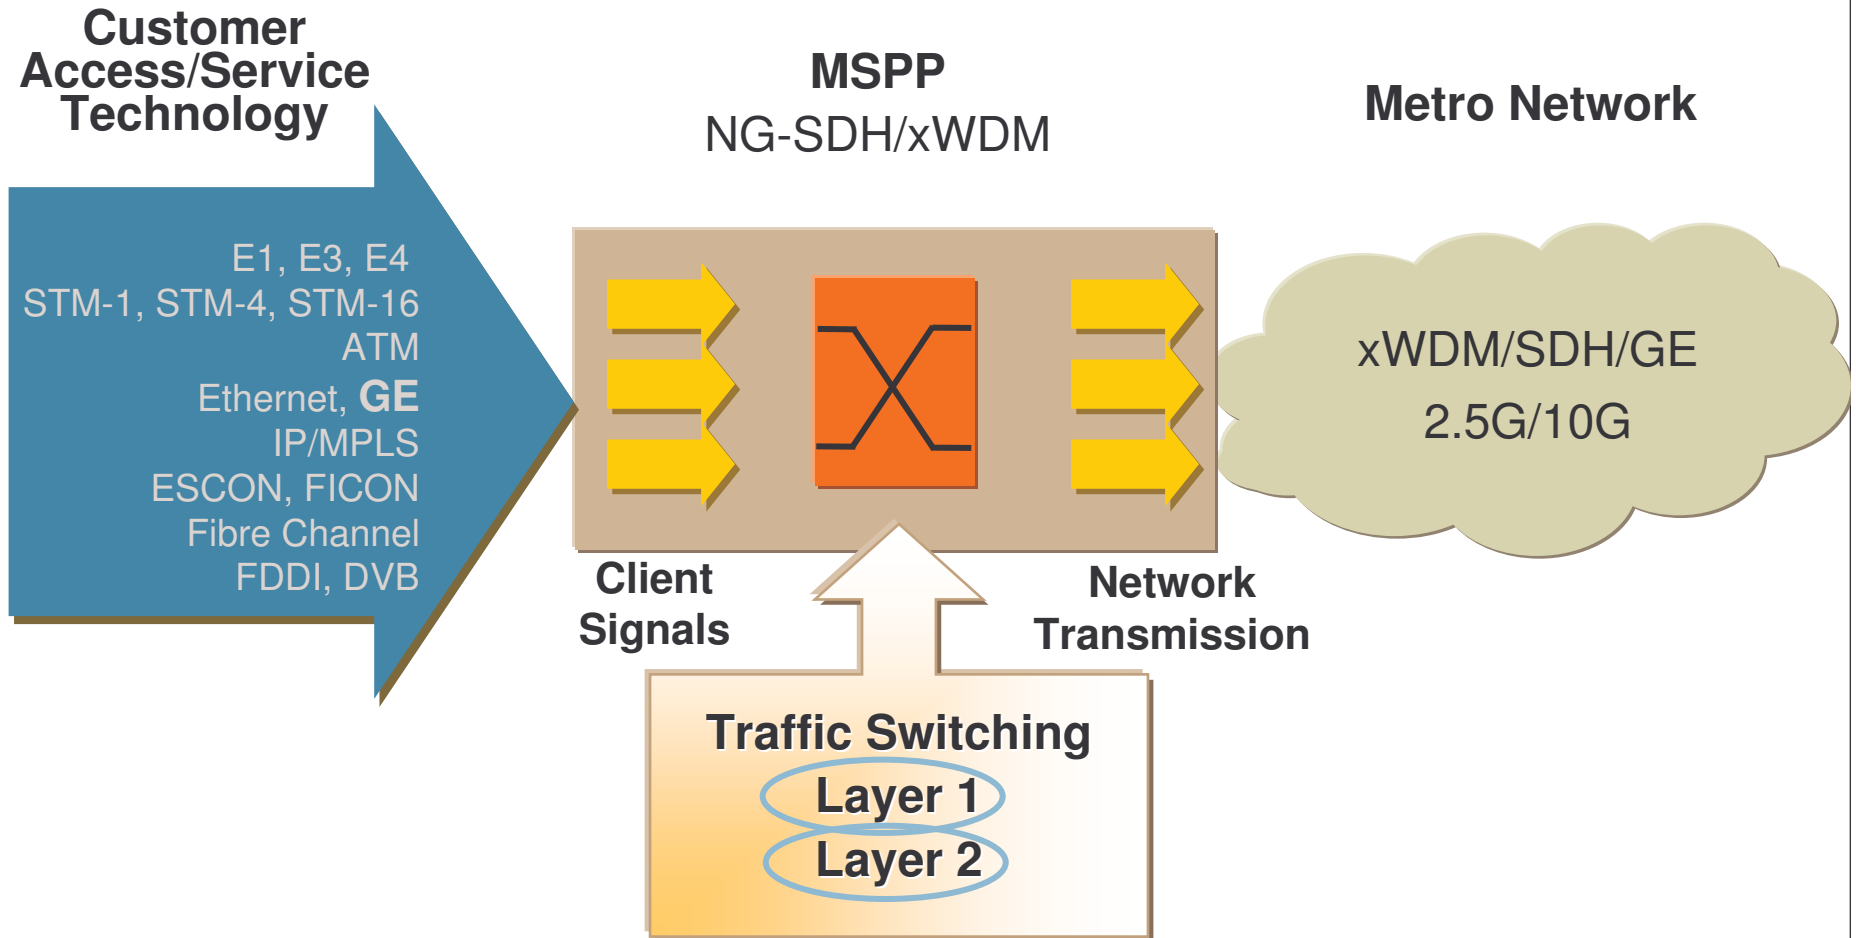 Customer
Access/Service
Technology
MSPP
NG-SDH/xWDM
Metro Network
E1, E3, E4
STM-1, STM-4, STM-16
ATM
Ethernet, GE
IP/MPLS
ESCON, FICON
Fibre Channel
FDDI, DVB
xWDM/SDH/GE
2.5G/10G
Client
Signals
Network
Transmission
Traffic Switching
Layer 1
Layer 2